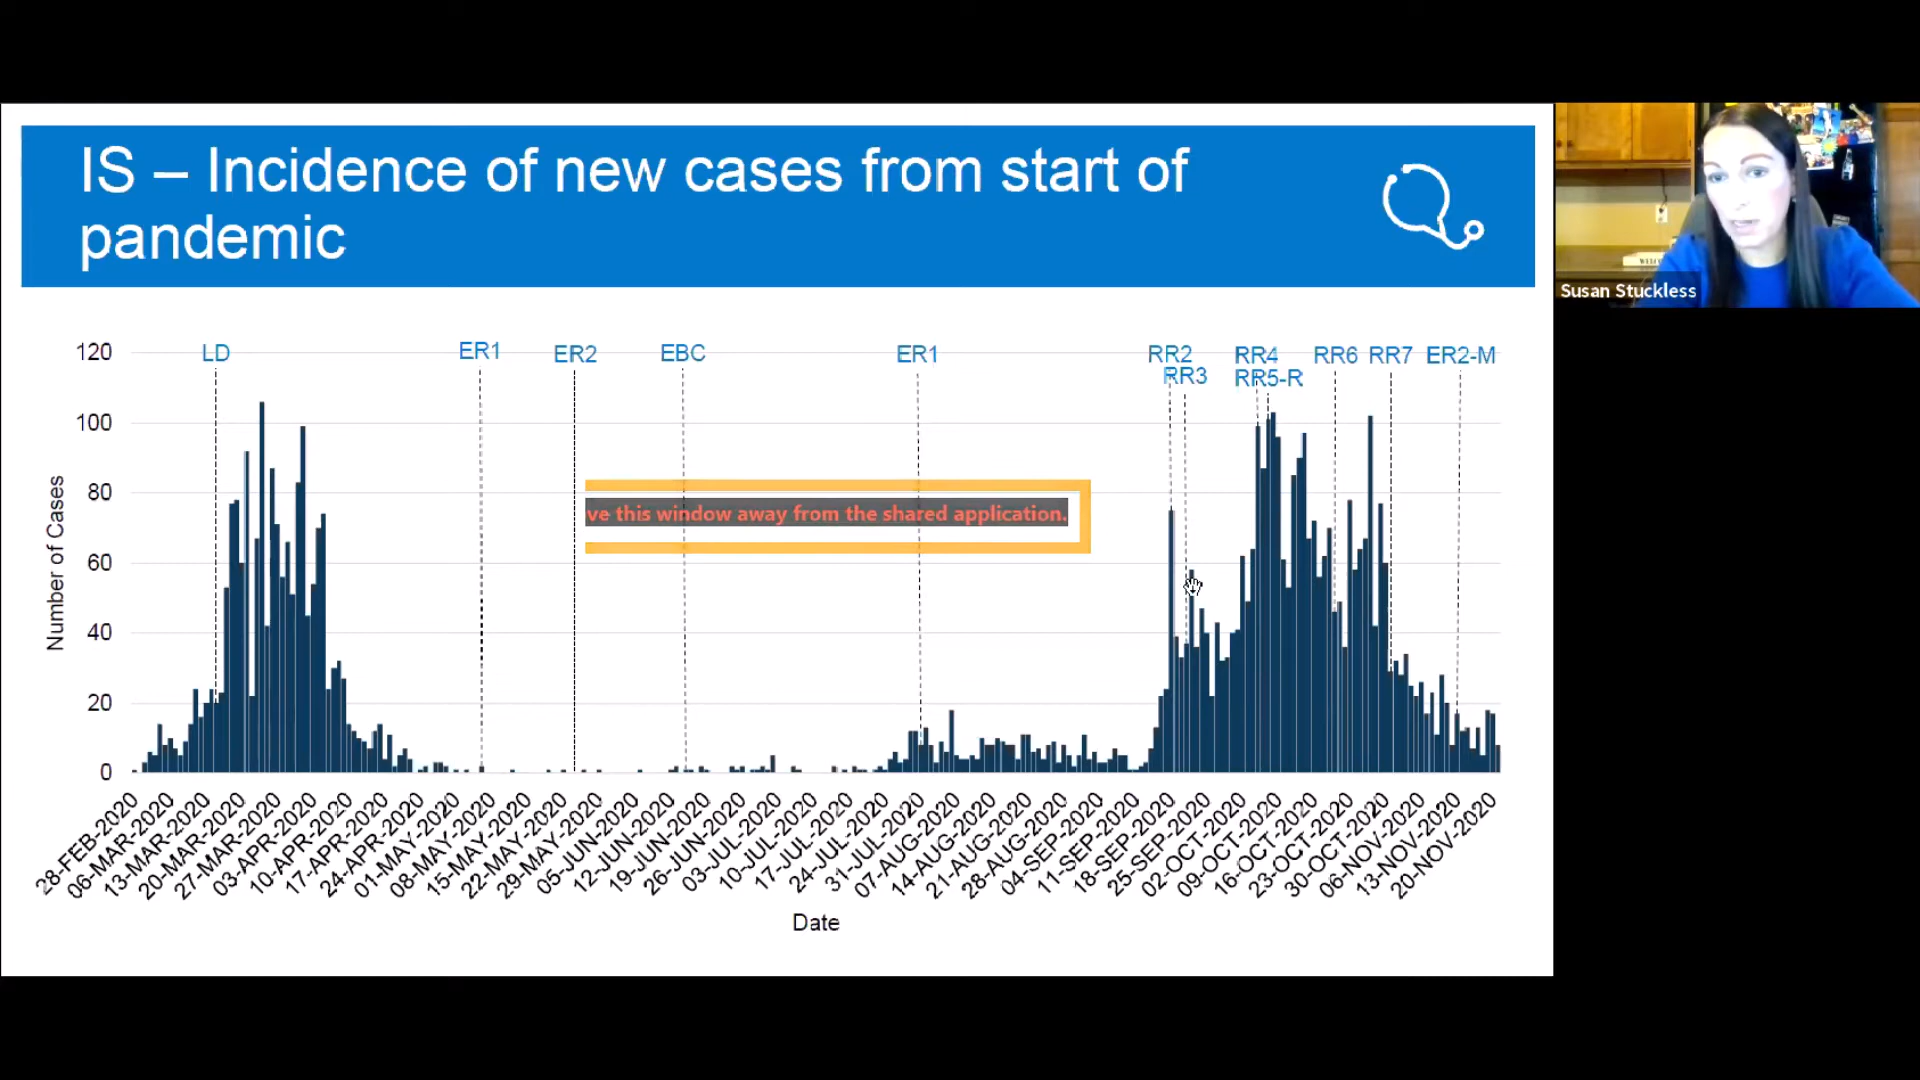 IS – Incidence of new cases from start of
pandemic
Susan Stuckless
LD
ER1
ER2
EBC
ER1
RR2
RR3
RR4
RR5-R
RR6
RR7
ER2-M
120
100
80
60
40
20
0
Number of Cases
ve this window away from the shared application.
28-FEB-2020
06-MAR-2020
13-MAR-2020
20-MAR-2020
27-MAR-2020
03-APR-2020
10-APR-2020
17-APR-2020
24-APR-2020
01-MAY-2020
08-MAY-2020
15-MAY-2020
22-MAY-2020
29-MAY-2020
05-JUN-2020
12-JUN-2020
19-JUN-2020
26-JUN-2020
03-JUL-2020
10-JUL-2020
17-JUL-2020
24-JUL-2020
31-JUL-2020
07-AUG-2020
14-AUG-2020
21-AUG-2020
28-AUG-2020
04-SEP-2020
11-SEP-2020
18-SEP-2020
25-SEP-2020
02-OCT-2020
09-OCT-2020
16-OCT-2020
23-OCT-2020
30-OCT-2020
06-NOV-2020
13-NOV-2020
20-NOV-2020
Date